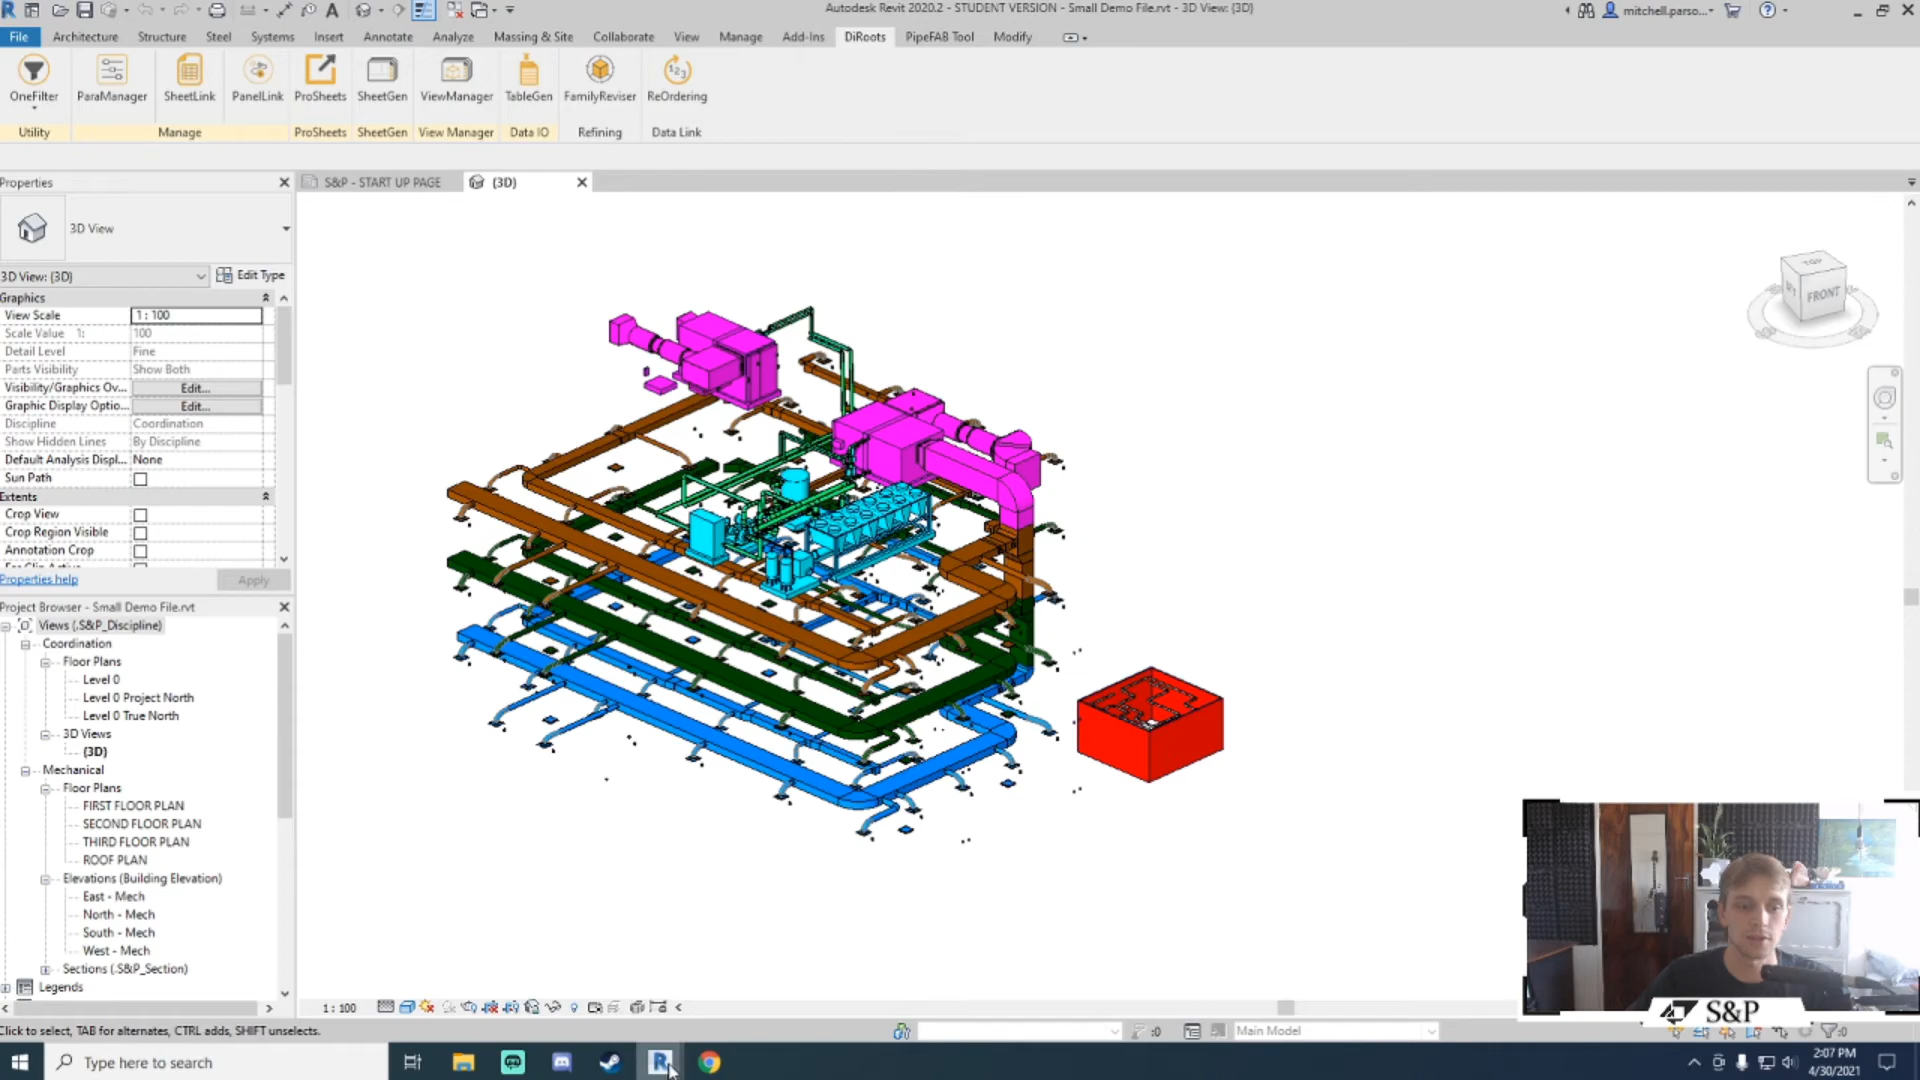 Autodesk Revit 2020.2 - STUDENT VERSION - Small Demo File.rvt - 3D View: {3D}
mitchell.parso...
File Architecture Structure Steel Systems Insert Annotate Analyze Massing & Site Collaborate View Manage Add-Ins DiRoots PipeFAB Tool Modify
OneFilter ParaManager SheetLink PanelLink ProSheets SheetGen ViewManager TableGen FamilyReviser ReOrdering
Utility Manage ProSheets SheetGen View Manager Data IO Refining Data Link
Properties
S&P - START UP PAGE
{3D}
3D View
3D View: {3D}
Edit Type
Graphics
View Scale 1 : 100
Scale Value 1: 100
Detail Level Fine
Parts Visibility Show Both
Visibility/Graphics Ov... Edit...
Graphic Display Optio... Edit...
Discipline Coordination
Show Hidden Lines By Discipline
Default Analysis Displ... None
Sun Path
Extents
Crop View
Crop Region Visible
Annotation Crop
Properties help
Apply
Project Browser - Small Demo File.rvt
Views (.S&P_Discipline)
Coordination
Floor Plans
Level 0
Level 0 Project North
Level 0 True North
3D Views
{3D}
Mechanical
Floor Plans
FIRST FLOOR PLAN
SECOND FLOOR PLAN
THIRD FLOOR PLAN
ROOF PLAN
Elevations (Building Elevation)
East - Mech
North - Mech
South - Mech
West - Mech
Sections (.S&P_Section)
Legends
TOP
FRONT
1 : 100
S&P
Click to select, TAB for alternates, CTRL adds, SHIFT unselects.
:0
Main Model
:0
Type here to search
2:07 PM
4/30/2021